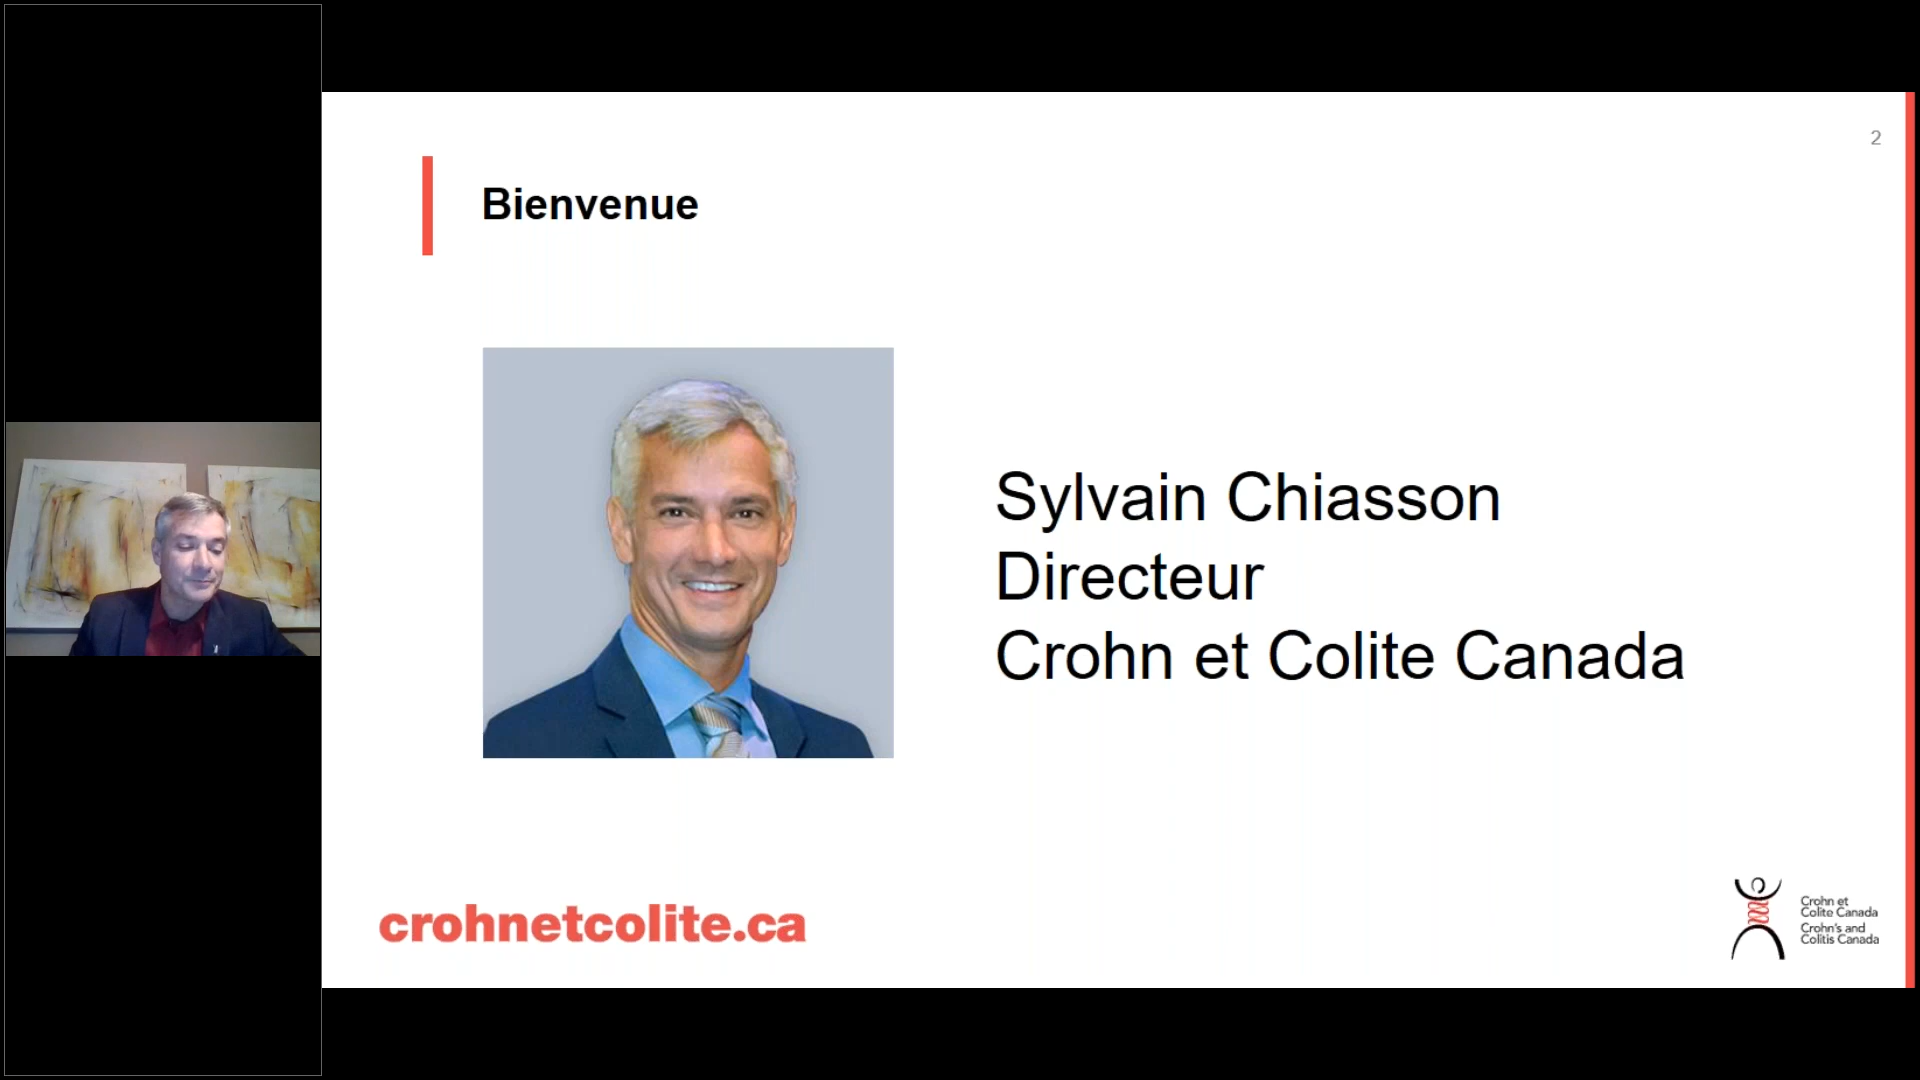 2
Bienvenue
Sylvain Chiasson
Directeur
Crohn et Colite Canada
crohnetcolite.ca
Crohn et
Colite Canada
Crohn's and
Colitis Canada